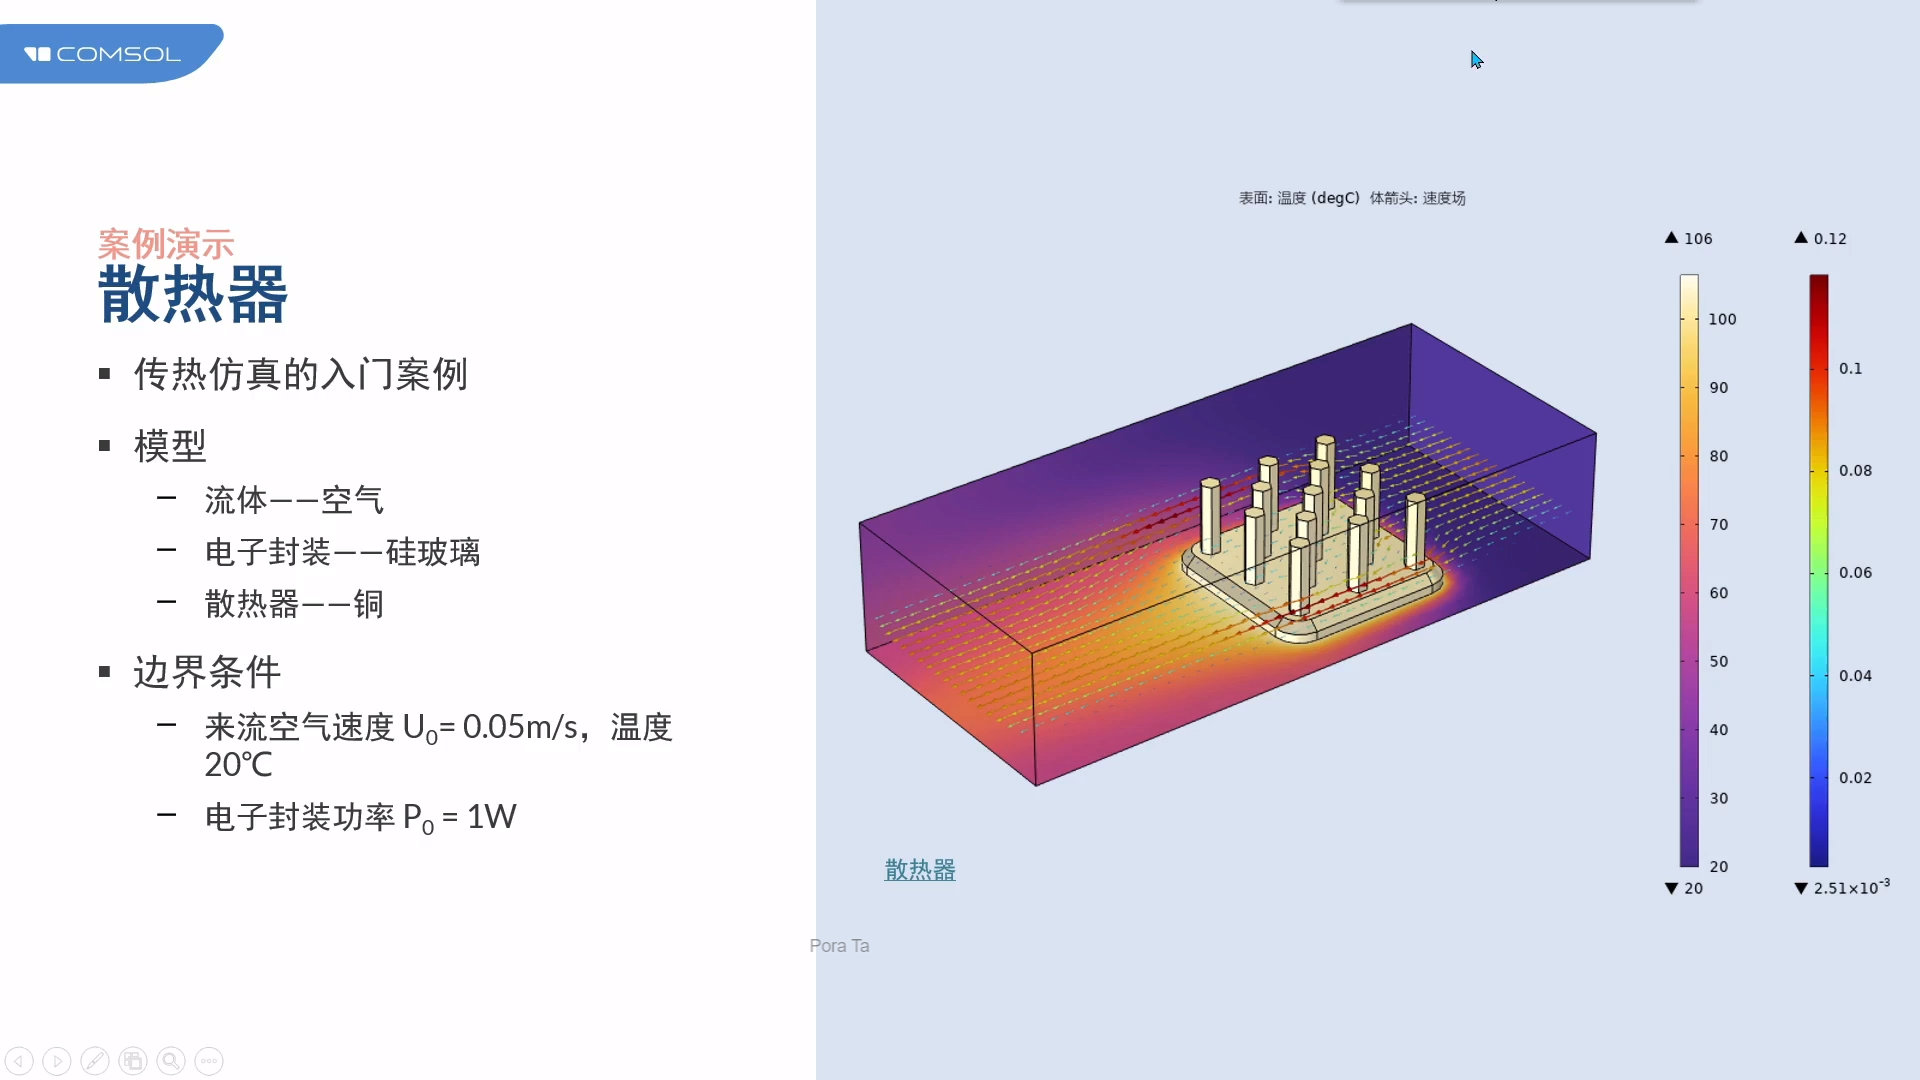 COMSOL
案例演示
散热器
▪ 传热仿真的入门案例
▪ 模型
– 流体——空气
– 电子封装——硅玻璃
– 散热器——铜
▪ 边界条件
– 来流空气速度 U₀= 0.05m/s，温度
20℃
– 电子封装功率 P₀ = 1W
表面: 温度 (degC) 体箭头: 速度场
▲ 106
100
90
80
70
60
50
40
30
20
▼ 20
▲ 0.12
0.1
0.08
0.06
0.04
0.02
▼ 2.51×10⁻³
散热器
Pora Ta